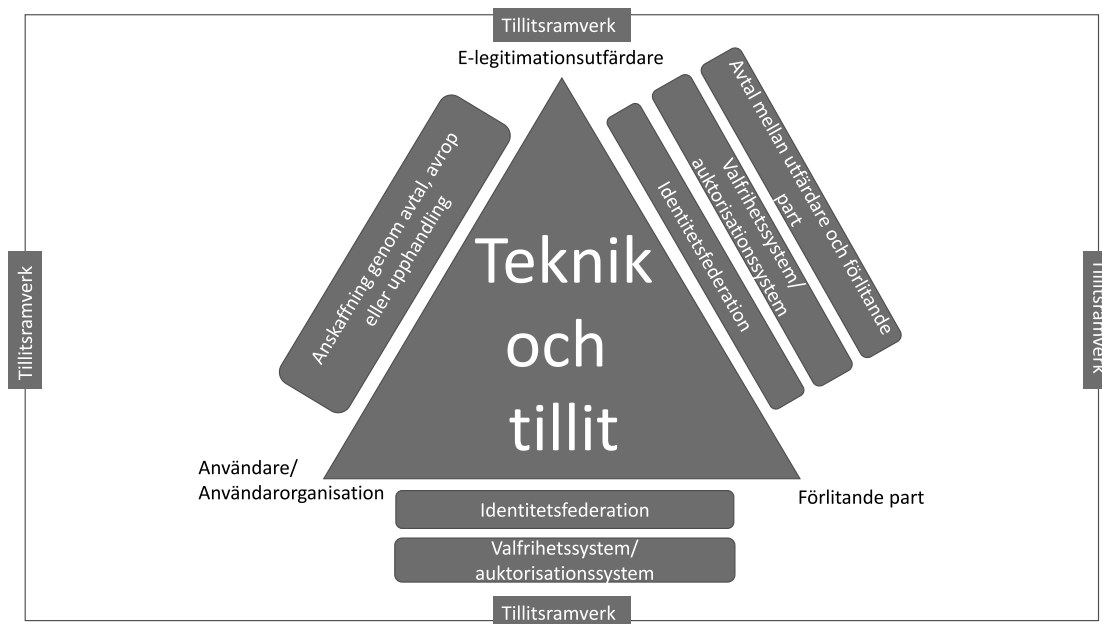 Tillitsramverk
E-legitimationsutfärdare
Anskaffning genom avtal, avrop
eller upphandling
Identitetsfederation
Valfrihetssystem/
auktorisationssystem
Avtal mellan utfärdare och förlitande
part
Teknik
och
tillit
Tillitsramverk
Tillitsramverk
Användare/
Användarorganisation
Förlitande part
Identitetsfederation
Valfrihetssystem/
auktorisationssystem
Tillitsramverk